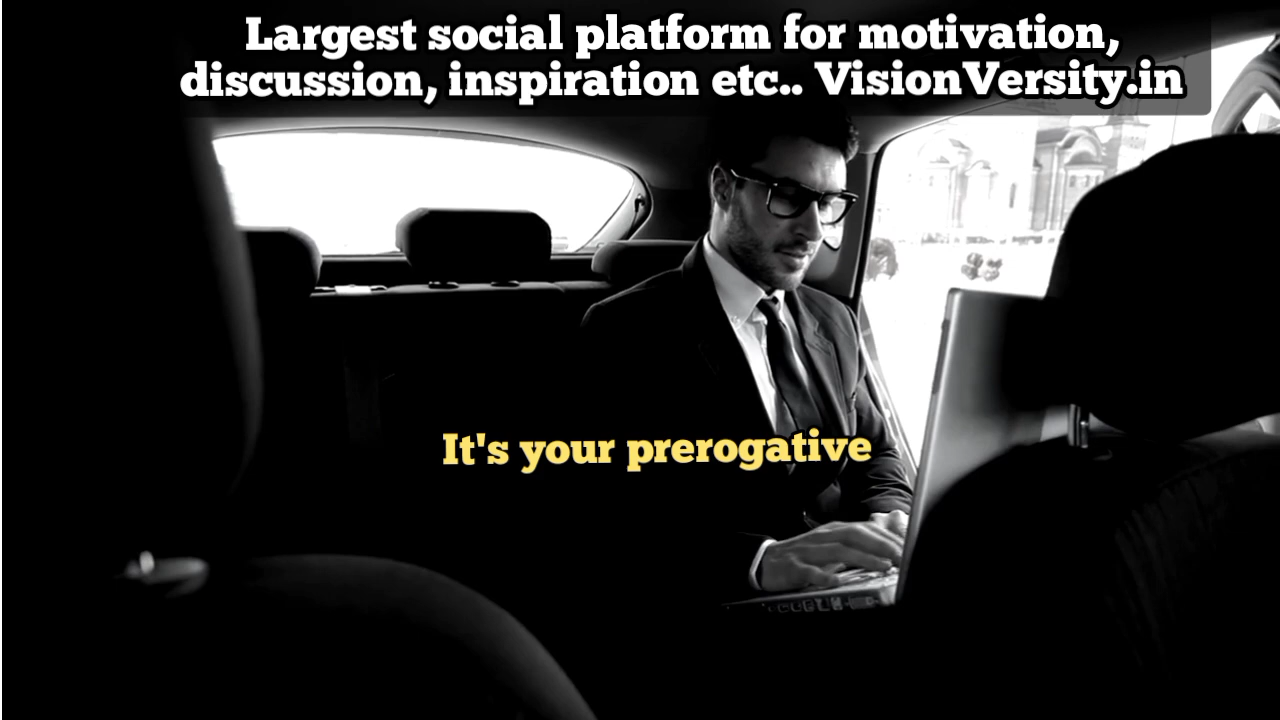 Largest social platform for motivation,
discussion, inspiration etc.. VisionVersity.in
It's your prerogative